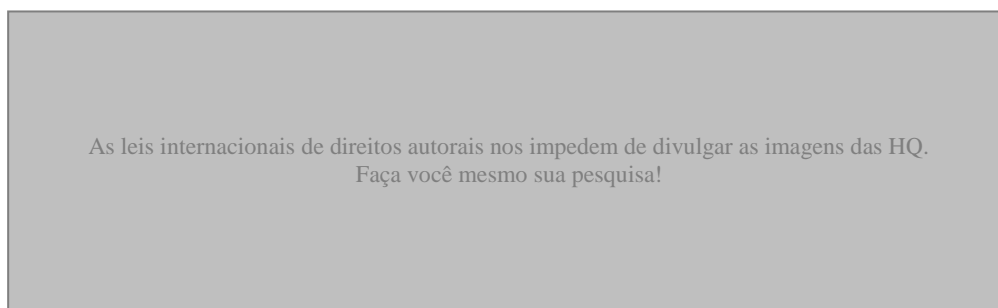 As leis internacionais de direitos autorais nos impedem de divulgar as imagens das HQ.
Faça você mesmo sua pesquisa!